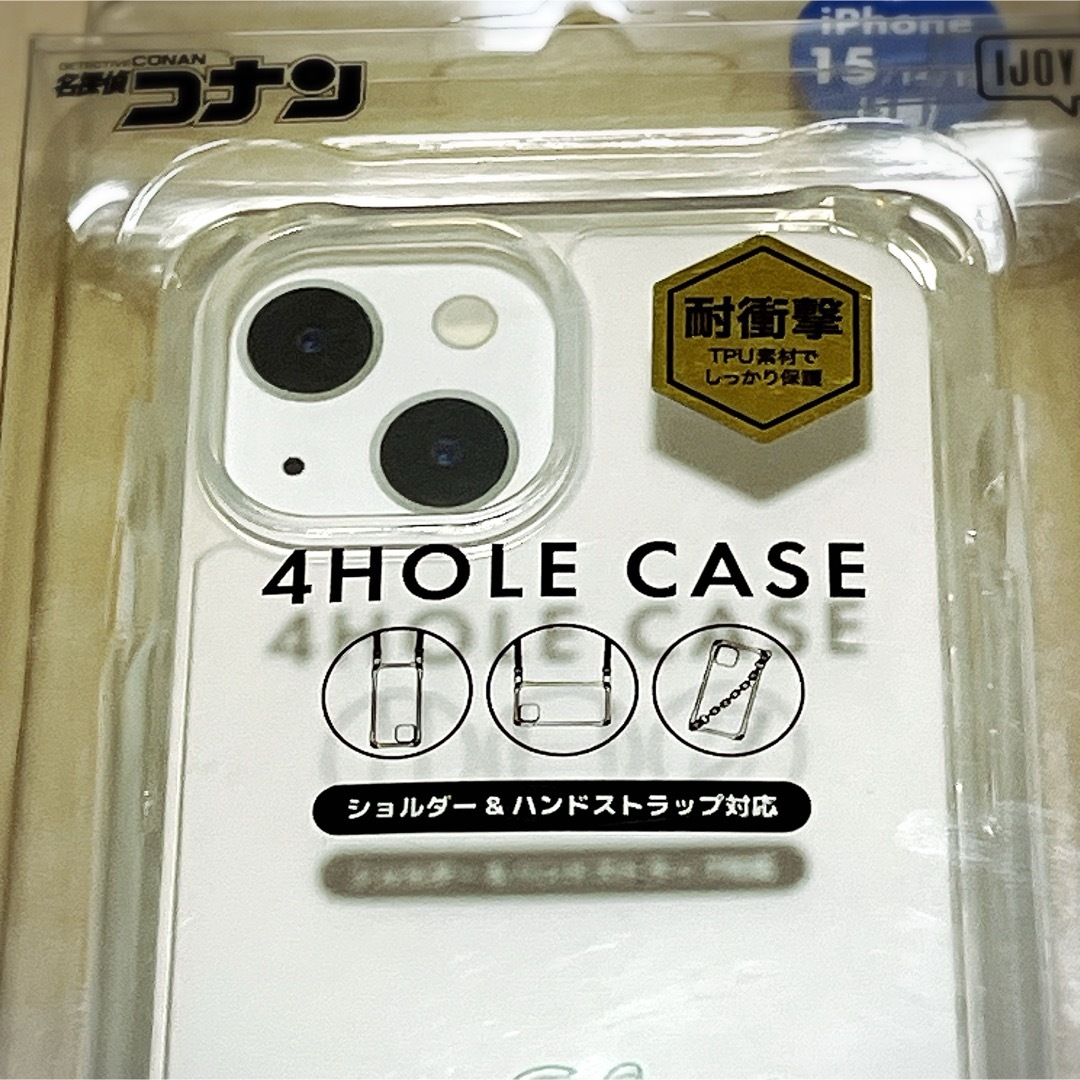 DETECTIVE CONAN
名探偵コナン
iPhone
15/14/1
IJOY
耐衝撃
TPU素材で
しっかり保護
4HOLE CASE
ショルダー&ハンドストラップ対応